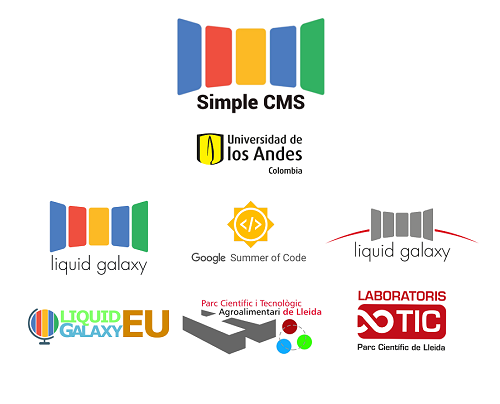 Simple CMS
Universidad de
los Andes
Colombia
liquid galaxy
</>
Google Summer of Code
liquid galaxy
LIQUID
GALAXY EU
Parc Científic i Tecnològic
Agroalimentari de Lleida
LABORATORIS
TIC
Parc Científic de Lleida